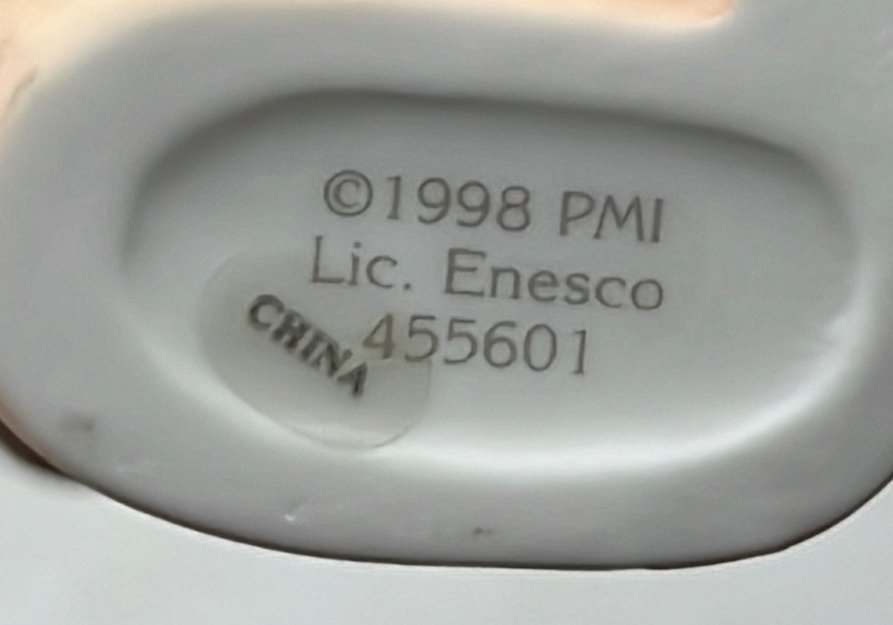 ©1998 PMI
Lic. Enesco
455601
CHINA